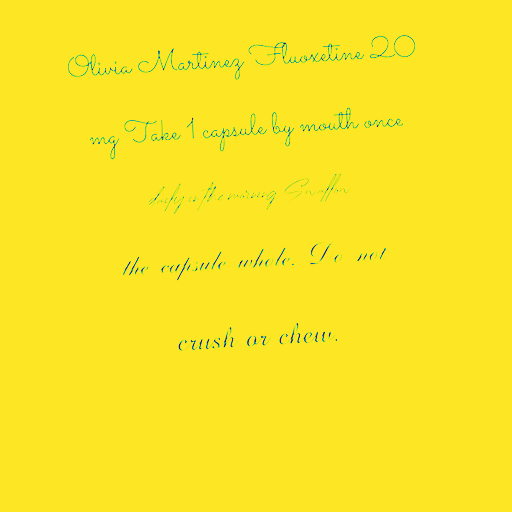 Olivia Martinez Fluoxetine 20
mg Take 1 capsule by mouth once
daily in the morning Swallow
the capsule whole. Do not
crush or chew.